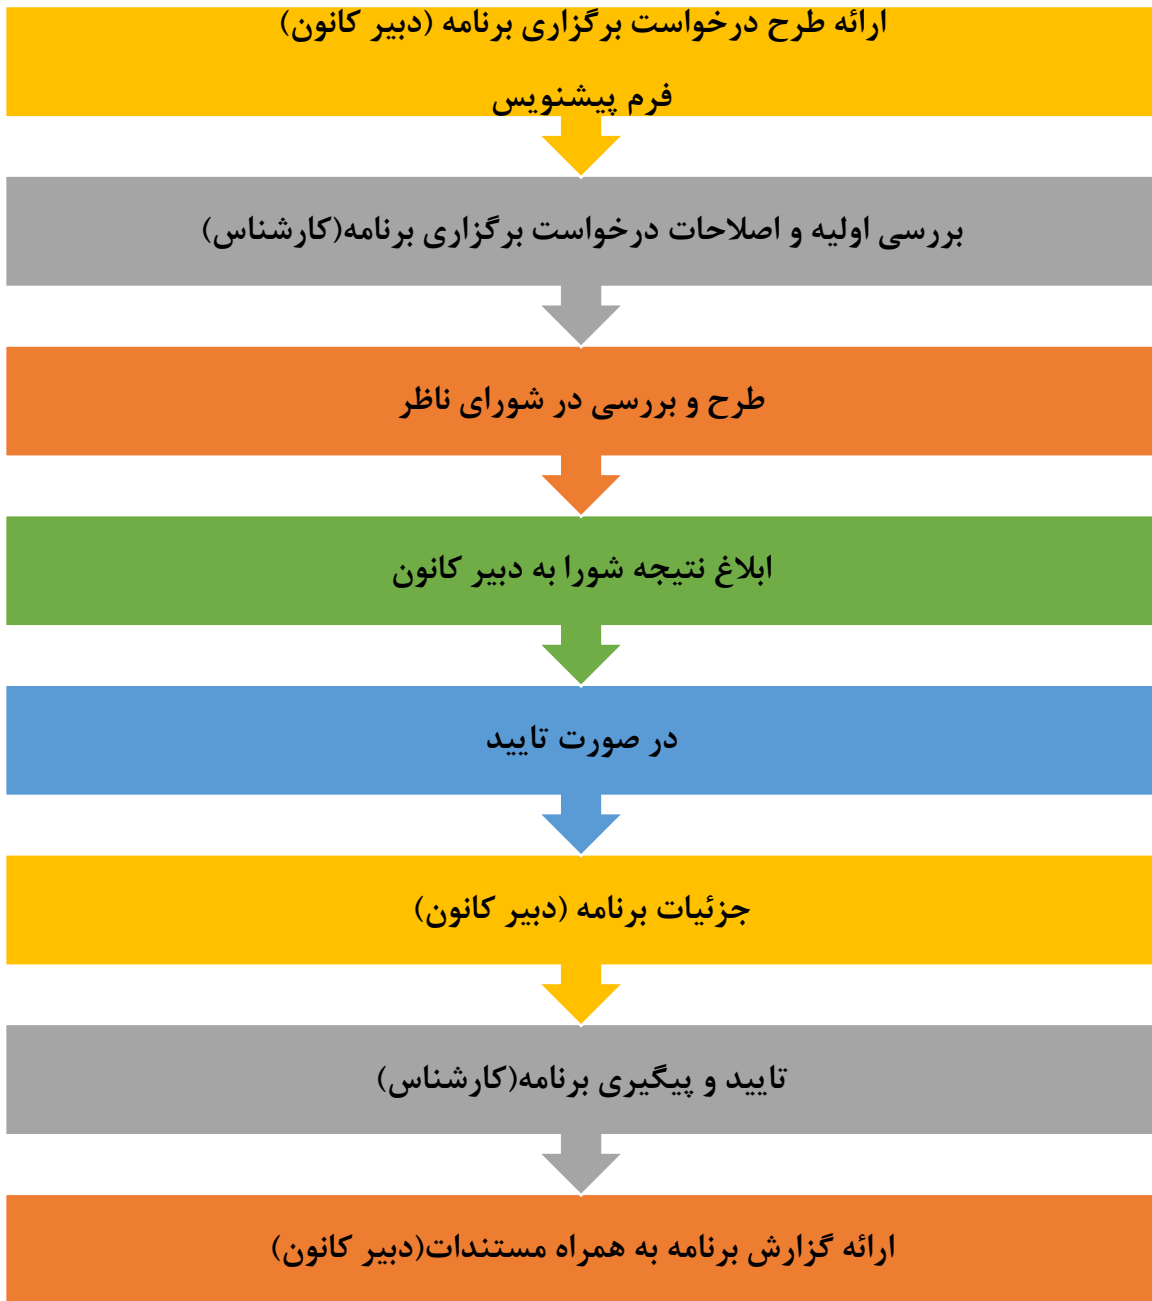 ارائه طرح درخواست برگزاری برنامه (دبیر کانون)
فرم پیشنویس
بررسی اولیه و اصلاحات درخواست برگزاری برنامه(کارشناس)
طرح و بررسی در شورای ناظر
ابلاغ نتیجه شورا به دبیر کانون
در صورت تایید
جزئیات برنامه (دبیر کانون)
تایید و پیگیری برنامه(کارشناس)
ارائه گزارش برنامه به همراه مستندات(دبیر کانون)